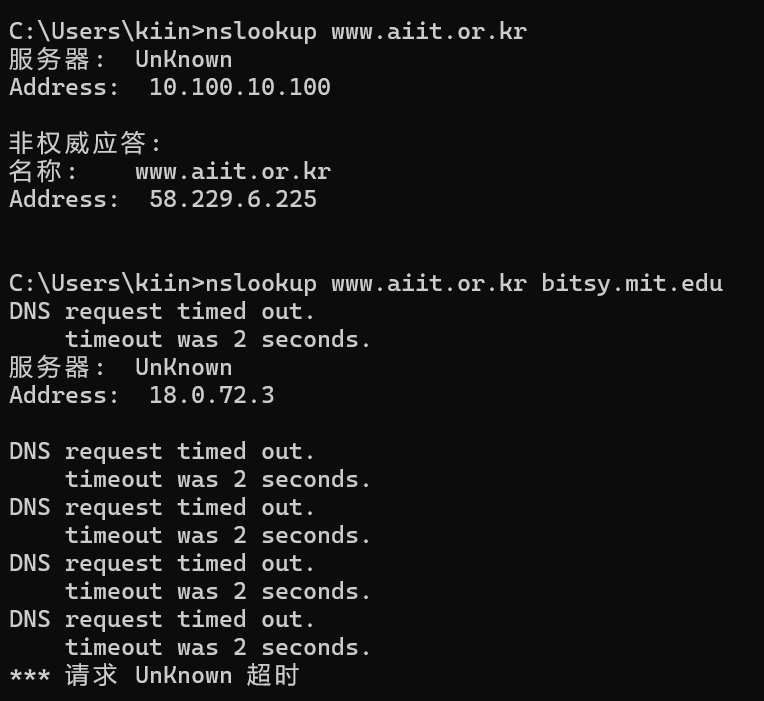 C:\Users\kiin>nslookup www.aiit.or.kr
服务器:  UnKnown
Address:  10.100.10.100

非权威应答:
名称:    www.aiit.or.kr
Address:  58.229.6.225


C:\Users\kiin>nslookup www.aiit.or.kr bitsy.mit.edu
DNS request timed out.
    timeout was 2 seconds.
服务器:  UnKnown
Address:  18.0.72.3

DNS request timed out.
    timeout was 2 seconds.
DNS request timed out.
    timeout was 2 seconds.
DNS request timed out.
    timeout was 2 seconds.
DNS request timed out.
    timeout was 2 seconds.
*** 请求 UnKnown 超时